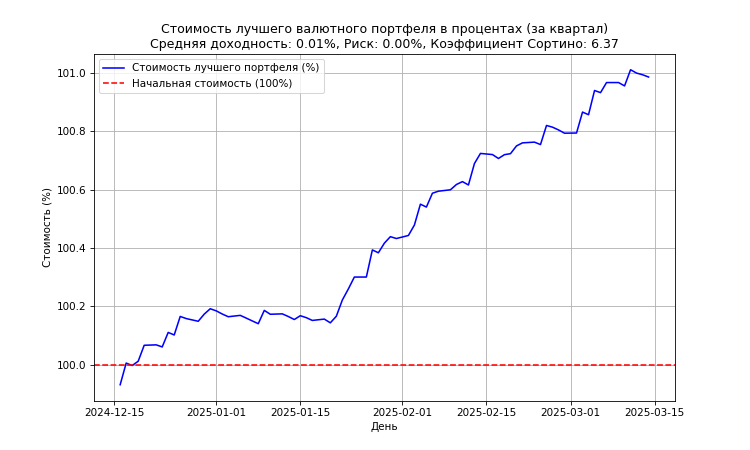 Стоимость лучшего валютного портфеля в процентах (за квартал)
Средняя доходность: 0.01%, Риск: 0.00%, Коэффициент Сортино: 6.37
Стоимость лучшего портфеля (%)
Начальная стоимость (100%)
Стоимость (%)
101.0
100.8
100.6
100.4
100.2
100.0
2024-12-15
2025-01-01
2025-01-15
2025-02-01
2025-02-15
2025-03-01
2025-03-15
День